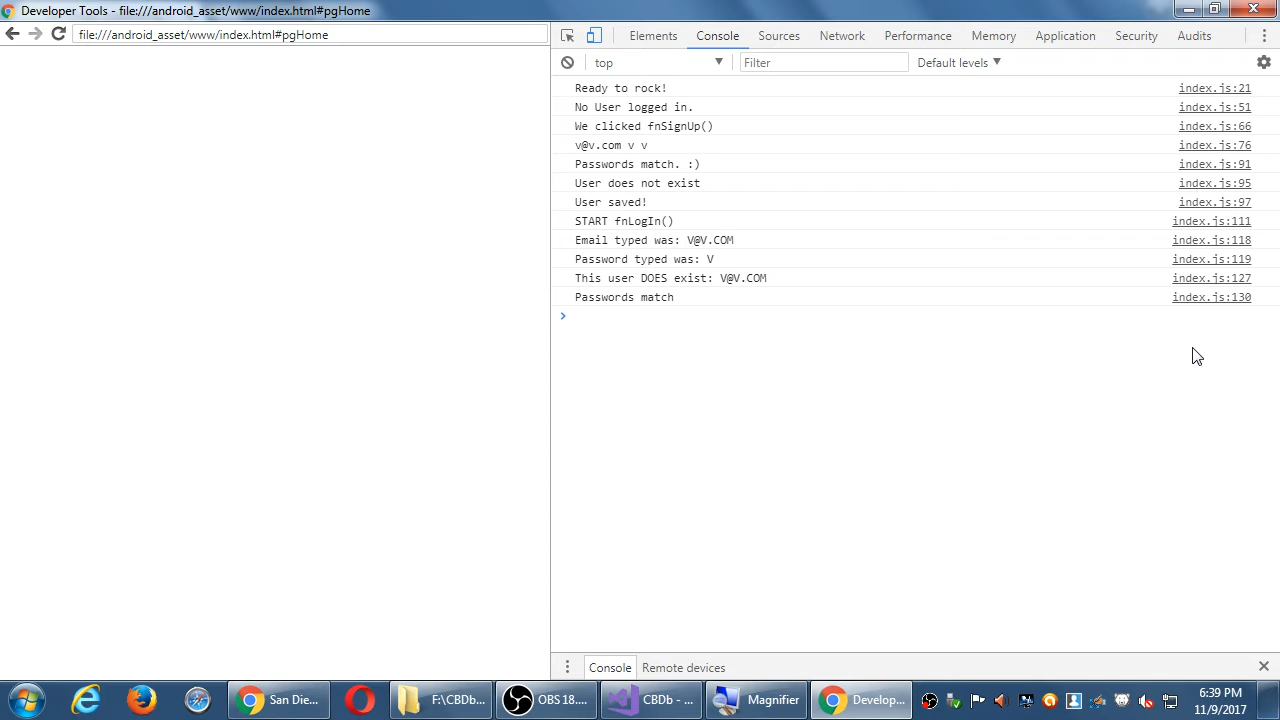 Developer Tools - file:///android_asset/www/index.html#pgHome
file:///android_asset/www/index.html#pgHome
Elements Console Sources Network Performance Memory Application Security Audits
top Filter Default levels
Ready to rock! index.js:21
No User logged in. index.js:51
We clicked fnSignUp() index.js:66
v@v.com v v index.js:76
Passwords match. :) index.js:91
User does not exist index.js:95
User saved! index.js:97
START fnLogIn() index.js:111
Email typed was: V@V.COM index.js:118
Password typed was: V index.js:119
This user DOES exist: V@V.COM index.js:127
Passwords match index.js:130
Console Remote devices
San Die... F:\CBDb... OBS 18.... CBDb - ... Magnifier Develop... 6:39 PM
11/9/2017